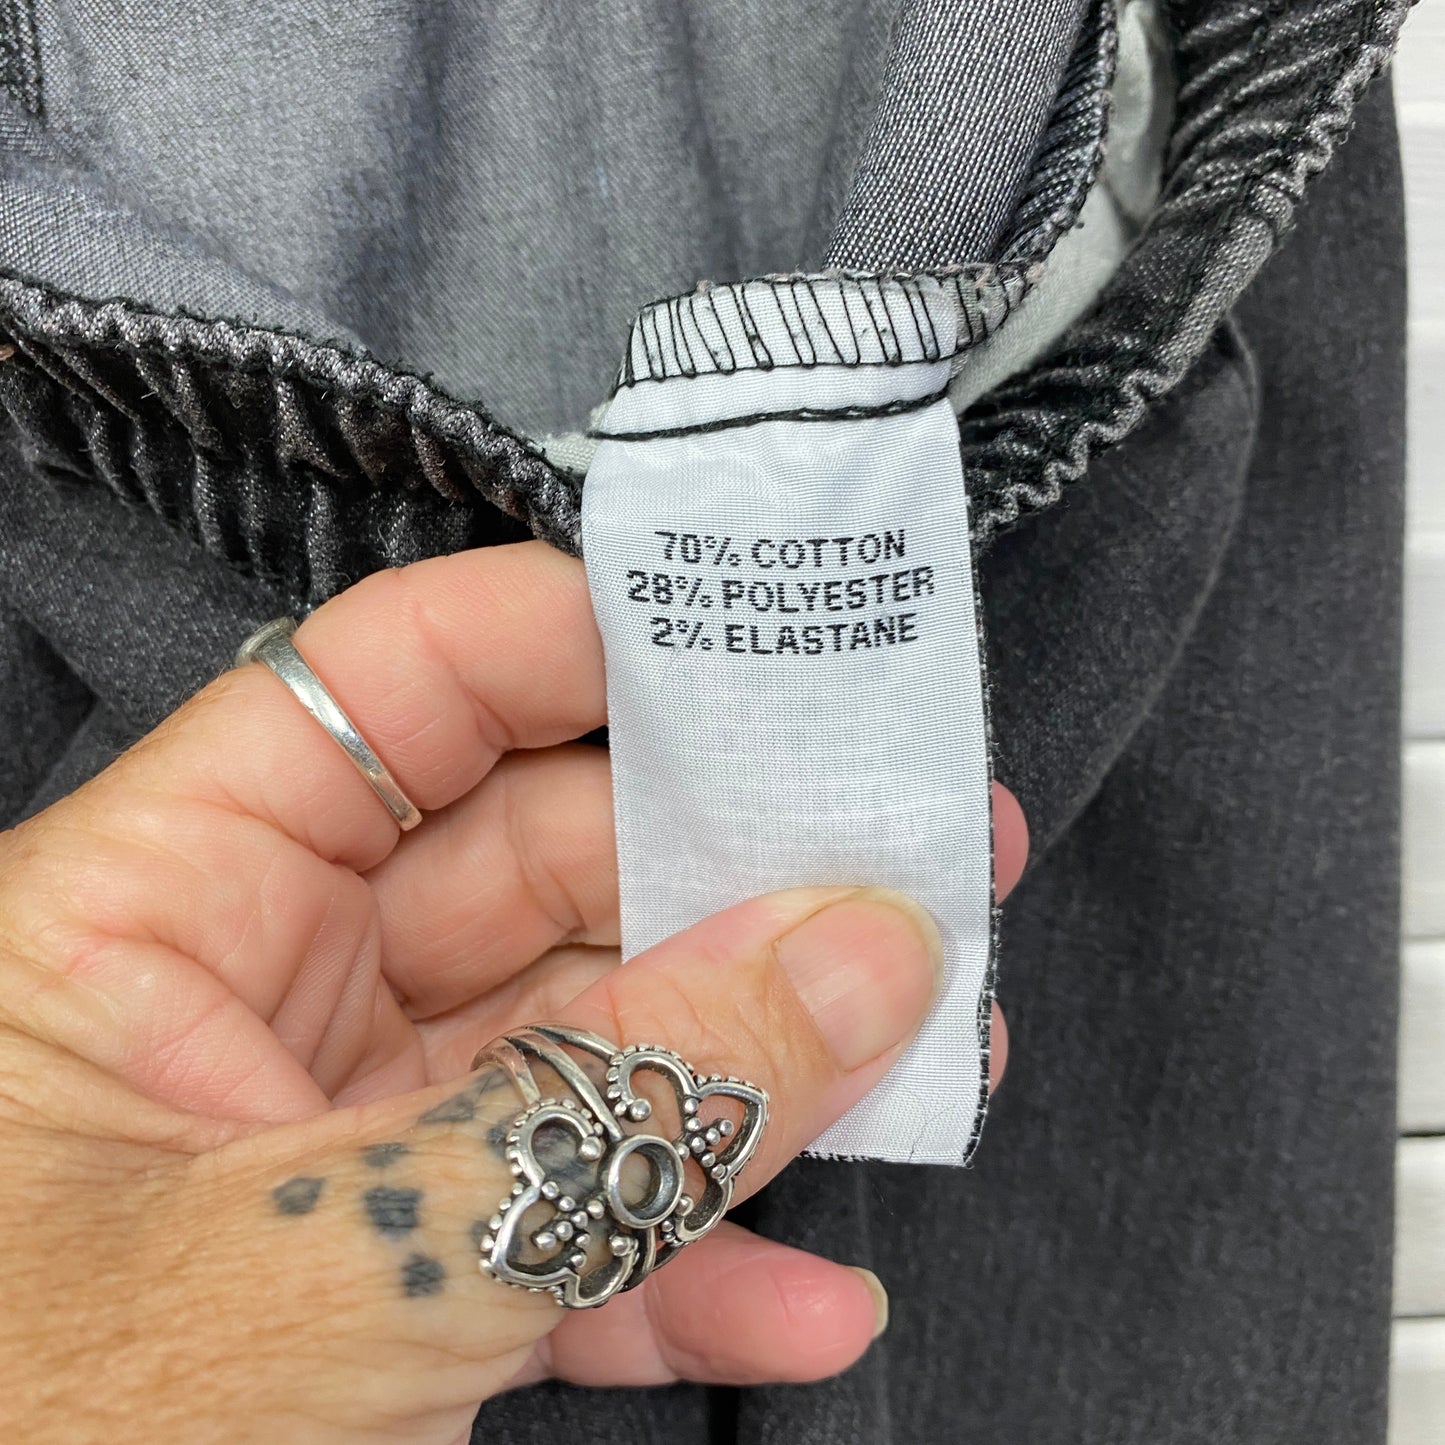 70% COTTON
28% POLYESTER
2% ELASTANE